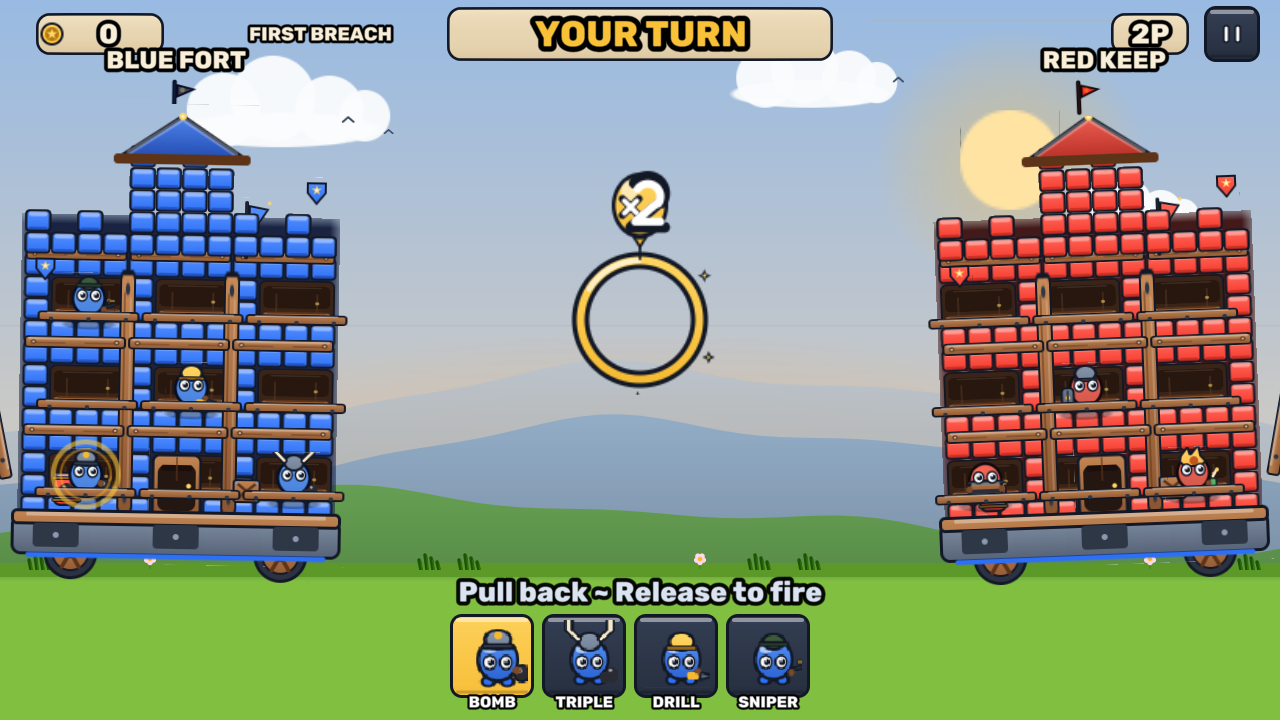 0
FIRST BREACH
YOUR TURN
2P
BLUE FORT
RED KEEP
×2
Pull back ~ Release to fire
BOMB
TRIPLE
DRILL
SNIPER